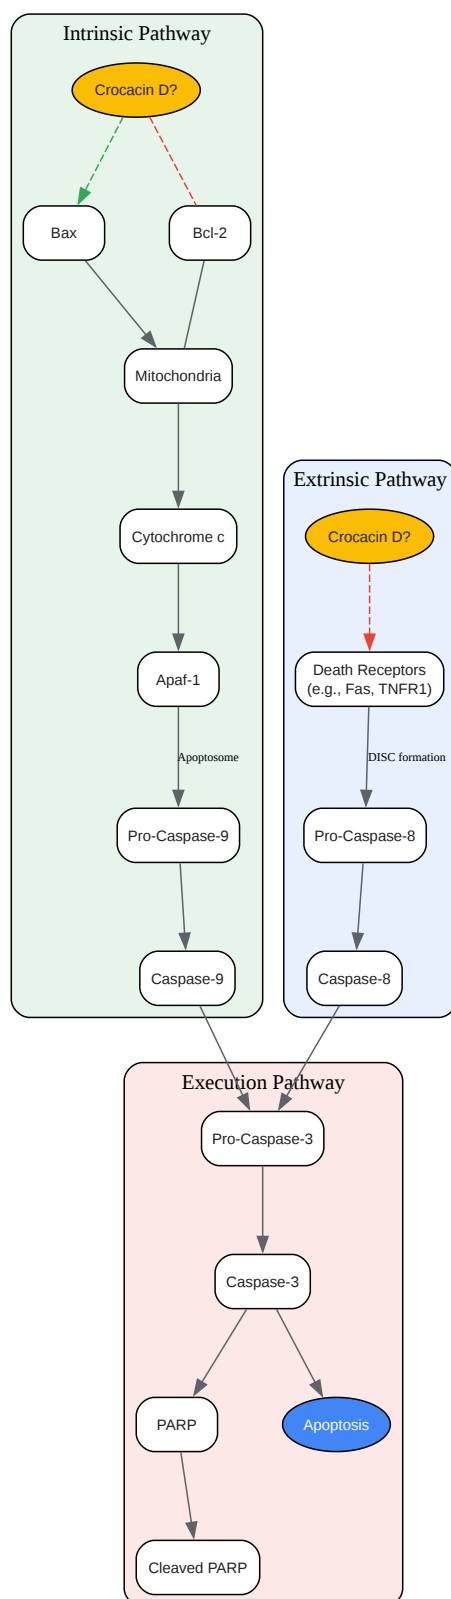 Intrinsic Pathway
Crocacin D?
Bax
Bcl-2
Mitochondria
Cytochrome c
Apaf-1
Apoptosome
Pro-Caspase-9
Caspase-9
Extrinsic Pathway
Crocacin D?
Death Receptors
(e.g., Fas, TNFR1)
DISC formation
Pro-Caspase-8
Caspase-8
Execution Pathway
Pro-Caspase-3
Caspase-3
PARP
Apoptosis
Cleaved PARP